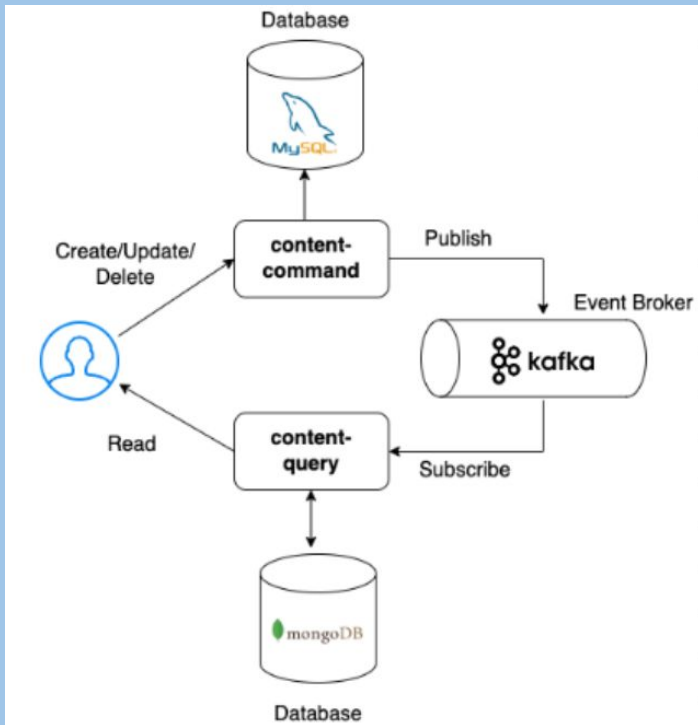 Database
MySQL
Create/Update/
Delete
content-
command
Publish
Event Broker
kafka
Read
content-
query
Subscribe
mongoDB
Database